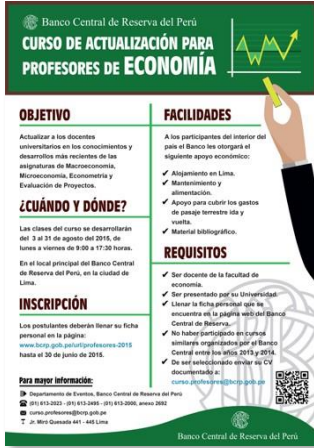 Banco Central de Reserva del Perú
CURSO DE ACTUALIZACIÓN PARA
PROFESORES DE ECONOMÍA
OBJETIVO
Actualizar a los docentes
universitarios en los conocimientos y
desarrollos más recientes de las
asignaturas de Macroeconomía,
Microeconomía, Econometría y
Evaluación de Proyectos.
¿CUÁNDO Y DÓNDE?
Las clases del curso se desarrollarán
del 3 al 31 de agosto del 2015, de
lunes a viernes de 9:00 a 17:30 horas.
En el local principal del Banco Central
de Reserva del Perú, en la ciudad de
Lima.
INSCRIPCIÓN
Los postulantes deberán llenar su ficha
personal en la página:
www.bcrp.gob.pe/url/profesores-2015
hasta el 30 de junio de 2015.
FACILIDADES
A los participantes del interior del
país el Banco les otorgará el
siguiente apoyo económico:
✓ Alojamiento en Lima.
✓ Mantenimiento y
alimentación.
✓ Apoyo para cubrir los gastos
de pasaje terrestre ida y
vuelta.
✓ Material bibliográfico.
REQUISITOS
✓ Ser docente de la facultad de
economía.
✓ Ser presentado por su Universidad.
✓ Llenar la ficha personal que se
encuentra en la página web del Banco
Central de Reserva.
✓ No haber participado en cursos
similares organizados por el Banco
Central entre los años 2013 y 2014.
✓ De ser seleccionado enviar su CV
documentado a:
curso.profesores@bcrp.gob.pe
Para mayor información:
Departamento de Eventos, Banco Central de Reserva del Perú
(01) 613-2023 - (01) 613-2495 - (01) 613-2000, anexo 2692
curso.profesores@bcrp.gob.pe
Jr. Miró Quesada 441 - 445 Lima
Banco Central de Reserva del Perú